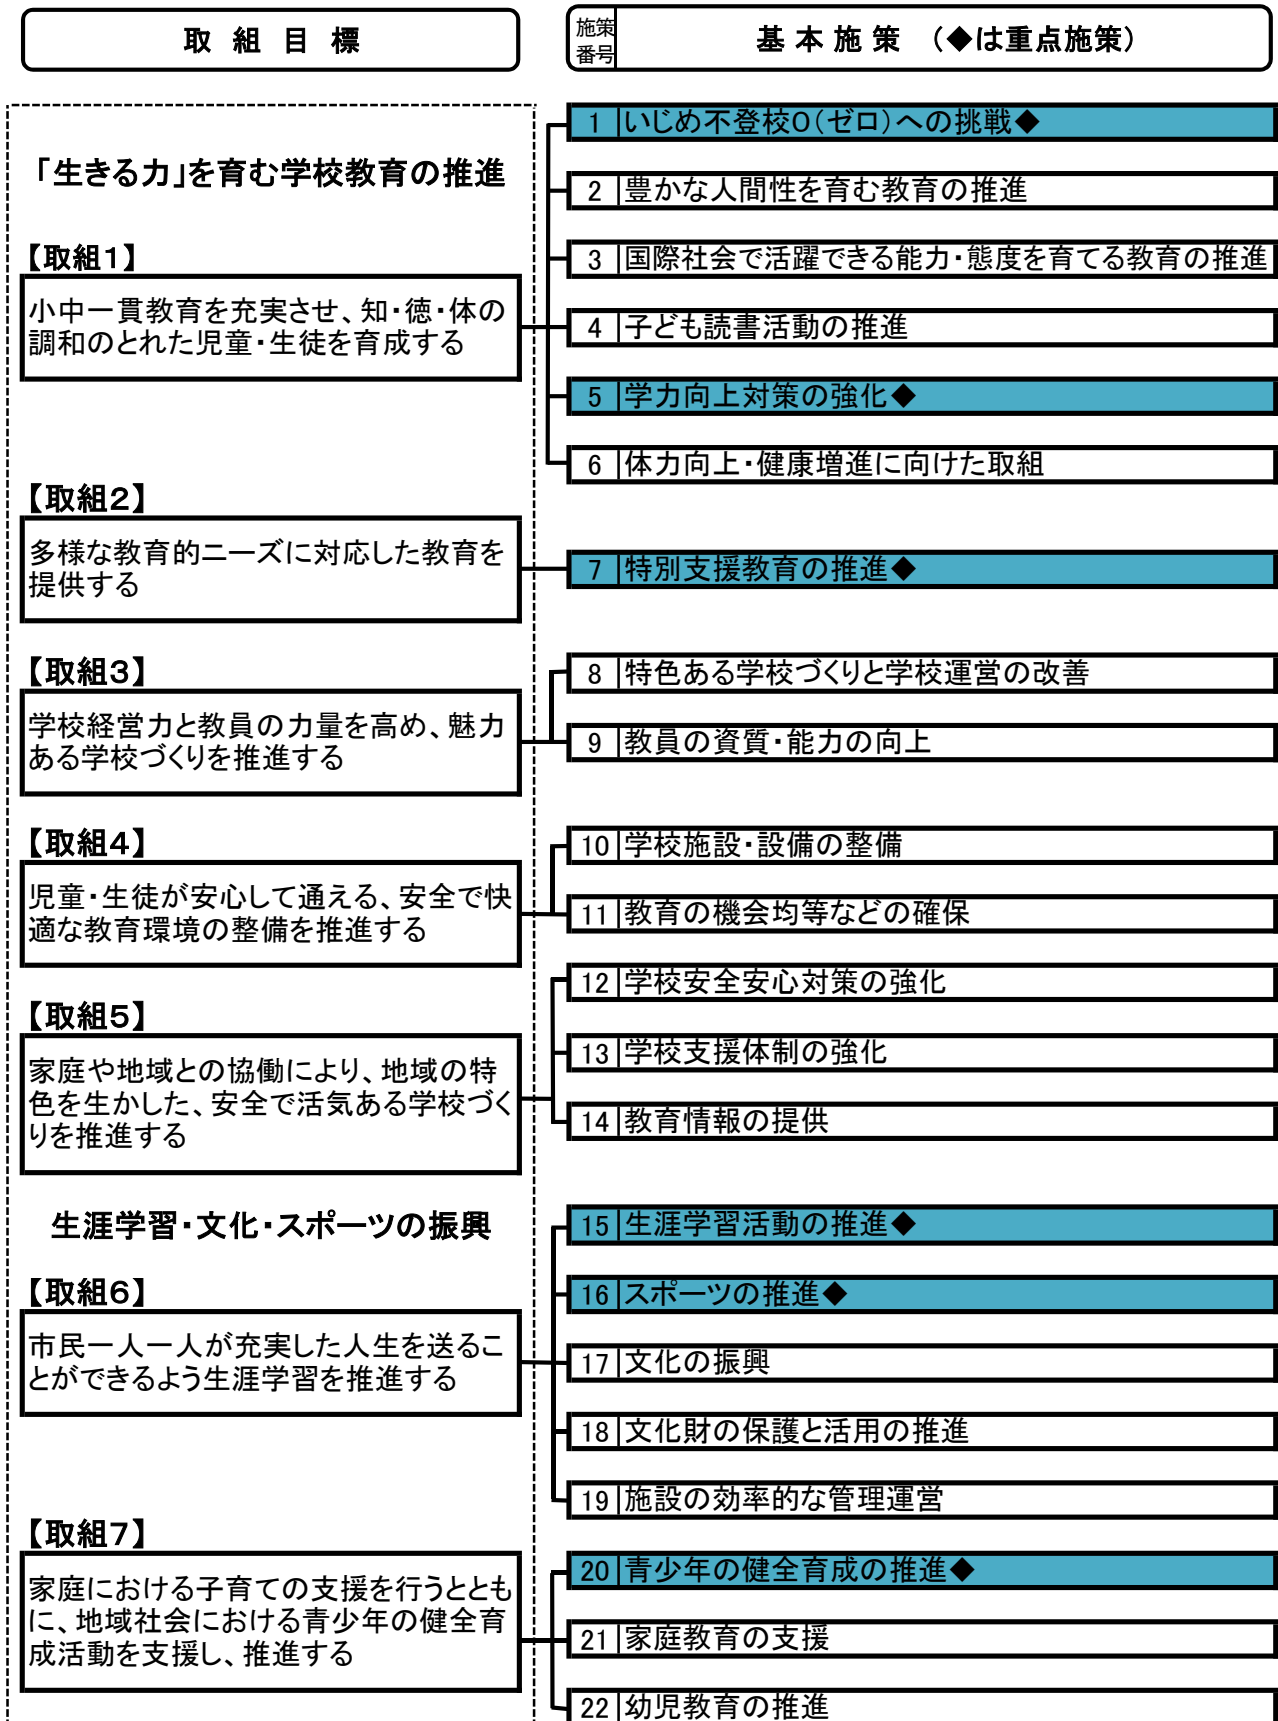 取組目標
施策
番号
基本施策 (◆は重点施策)
「生きる力」を育む学校教育の推進
【取組1】
小中一貫教育を充実させ、知・徳・体の
調和のとれた児童・生徒を育成する
1 いじめ不登校0(ゼロ)への挑戦◆
2 豊かな人間性を育む教育の推進
3 国際社会で活躍できる能力・態度を育てる教育の推進
4 子ども読書活動の推進
5 学力向上対策の強化◆
6 体力向上・健康増進に向けた取組
【取組2】
多様な教育的ニーズに対応した教育を
提供する
7 特別支援教育の推進◆
【取組3】
学校経営力と教員の力量を高め、魅力
ある学校づくりを推進する
8 特色ある学校づくりと学校運営の改善
9 教員の資質・能力の向上
【取組4】
児童・生徒が安心して通える、安全で快
適な教育環境の整備を推進する
10 学校施設・設備の整備
11 教育の機会均等などの確保
【取組5】
家庭や地域との協働により、地域の特
色を生かした、安全で活気ある学校づく
りを推進する
12 学校安全安心対策の強化
13 学校支援体制の強化
14 教育情報の提供
生涯学習・文化・スポーツの振興
【取組6】
市民一人一人が充実した人生を送るこ
とができるよう生涯学習を推進する
15 生涯学習活動の推進◆
16 スポーツの推進◆
17 文化の振興
18 文化財の保護と活用の推進
19 施設の効率的な管理運営
【取組7】
家庭における子育ての支援を行うととも
に、地域社会における青少年の健全育
成活動を支援し、推進する
20 青少年の健全育成の推進◆
21 家庭教育の支援
22 幼児教育の推進